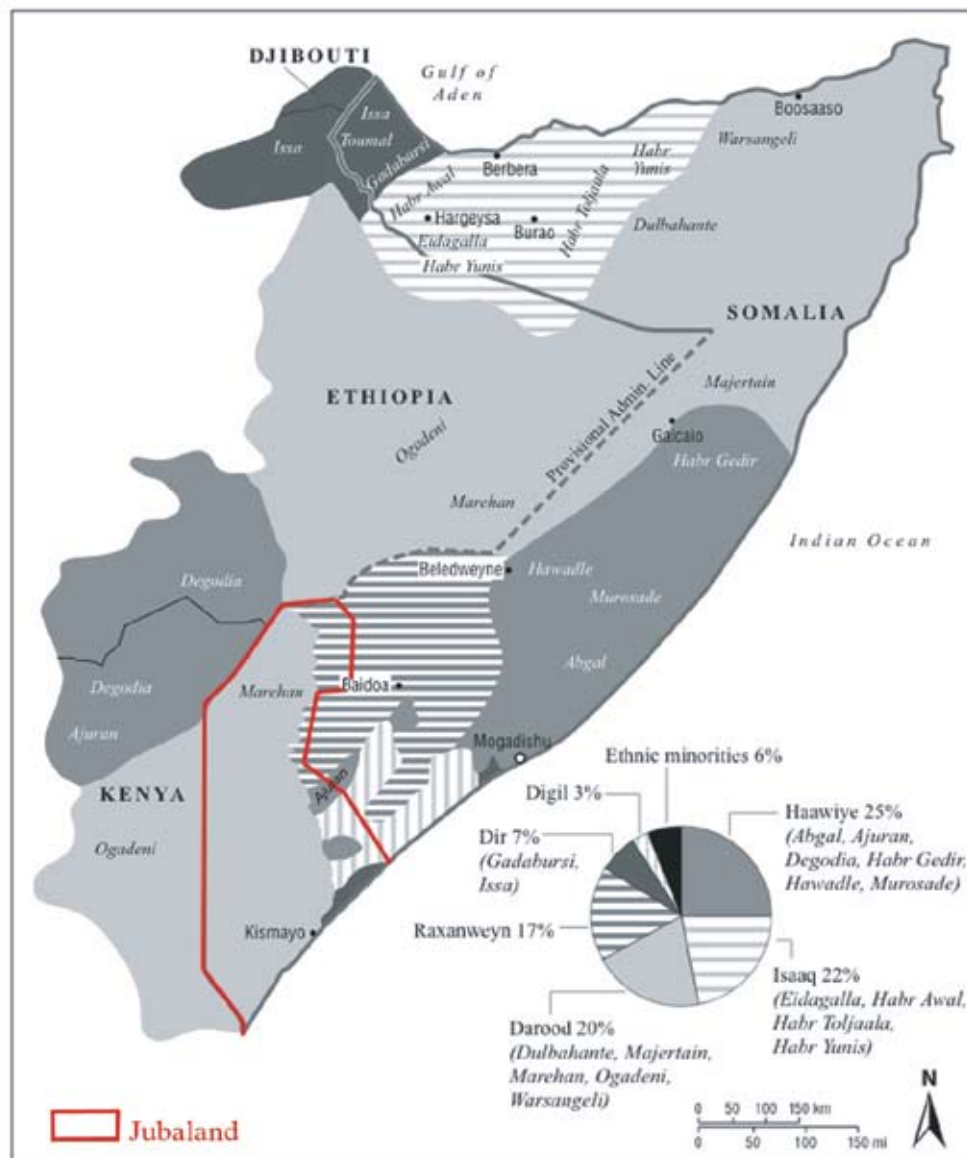 DJIBOUTI
Gulf of
Aden
Issa
Issa
Toumal
Gadabursi
Boosaaso
Warsangeli
Habr
Yunis
Berbera
Habr Awal
Habr Toljaala
Hargeysa
Burao
Eidagalla
Habr Yunis
Dulbahante
SOMALIA
ETHIOPIA
Ogadeni
Majertain
Provisional Admin. Line
Galcaio
Habr Gedir
Marehan
Indian Ocean
Beledweyne
Hawadle
Murosade
Degodia
Abgal
Degodia
Marehan
Baidoa
Ajuran
Mogadishu
KENYA
Ajuran
Ogadeni
Kismayo
Ethnic minorities 6%
Digil 3%
Dir 7%
(Gadabursi,
Issa)
Raxanweyn 17%
Darood 20%
(Dulbahante, Majertain,
Marehan, Ogadeni,
Warsangeli)
Haawiye 25%
(Abgal, Ajuran,
Degodia, Habr Gedir,
Hawadle, Murosade)
Isaaq 22%
(Eidagalla, Habr Awal,
Habr Toljaala,
Habr Yunis)
N
0 50 100 150 km
0 50 100 150 mi
Jubaland